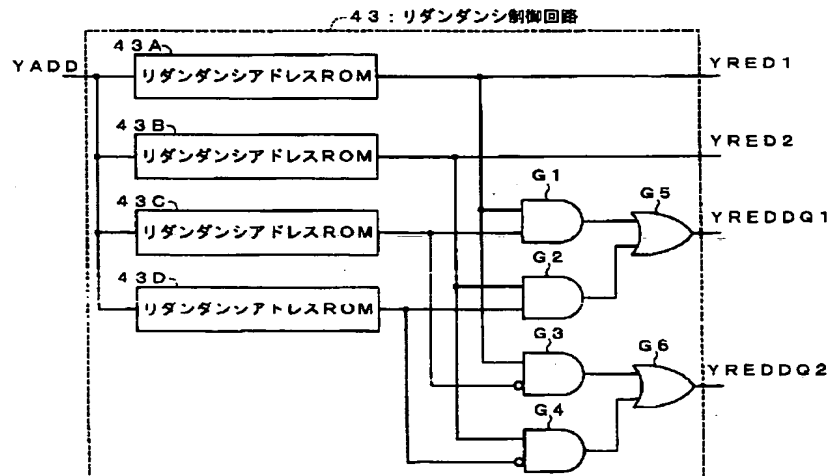 43：リダンダンシ制御回路
43A
YADD
リダンダンシアドレスROM
YRED1
43B
リダンダンシアドレスROM
YRED2
G1
G5
43C
リダンダンシアドレスROM
YREDDQ1
G2
43D
リダンダンシアドレスROM
G3
G6
YREDDQ2
G4